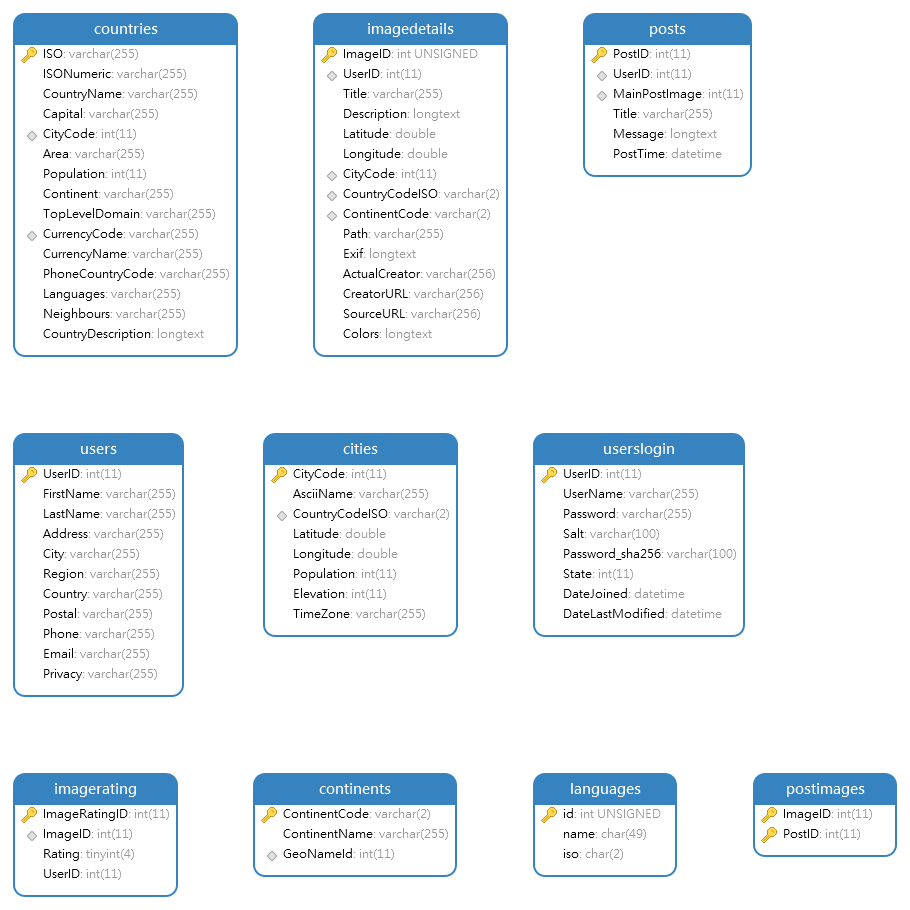 countries
ISO: varchar(255)
ISONumeric: varchar(255)
CountryName: varchar(255)
Capital: varchar(255)
CityCode: int(11)
Area: varchar(255)
Population: int(11)
Continent: varchar(255)
TopLevelDomain: varchar(255)
CurrencyCode: varchar(255)
CurrencyName: varchar(255)
PhoneCountryCode: varchar(255)
Languages: varchar(255)
Neighbours: varchar(255)
CountryDescription: longtext
imagedetails
ImageID: int UNSIGNED
UserID: int(11)
Title: varchar(255)
Description: longtext
Latitude: double
Longitude: double
CityCode: int(11)
CountryCodeISO: varchar(2)
ContinentCode: varchar(2)
Path: varchar(255)
Exif: longtext
ActualCreator: varchar(256)
CreatorURL: varchar(256)
SourceURL: varchar(256)
Colors: longtext
posts
PostID: int(11)
UserID: int(11)
MainPostImage: int(11)
Title: varchar(255)
Message: longtext
PostTime: datetime
users
UserID: int(11)
FirstName: varchar(255)
LastName: varchar(255)
Address: varchar(255)
City: varchar(255)
Region: varchar(255)
Country: varchar(255)
Postal: varchar(255)
Phone: varchar(255)
Email: varchar(255)
Privacy: varchar(255)
cities
CityCode: int(11)
AsciiName: varchar(255)
CountryCodeISO: varchar(2)
Latitude: double
Longitude: double
Population: int(11)
Elevation: int(11)
TimeZone: varchar(255)
userslogin
UserID: int(11)
UserName: varchar(255)
Password: varchar(255)
Salt: varchar(100)
Password_sha256: varchar(100)
State: int(11)
DateJoined: datetime
DateLastModified: datetime
imagerating
ImageRatingID: int(11)
ImageID: int(11)
Rating: tinyint(4)
UserID: int(11)
continents
ContinentCode: varchar(2)
ContinentName: varchar(255)
GeoNameId: int(11)
languages
id: int UNSIGNED
name: char(49)
iso: char(2)
postimages
ImageID: int(11)
PostID: int(11)